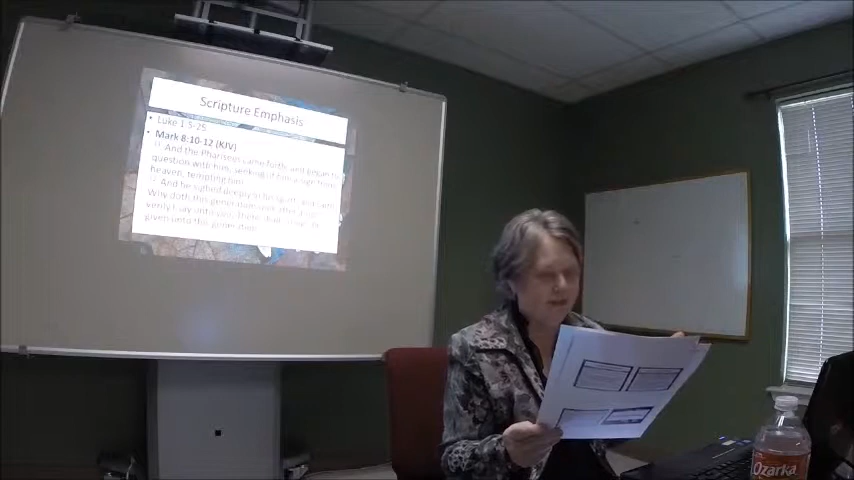 Scripture Emphasis
• Luke 1:5-25
• Mark 8:10-12 (KJV)
11 And the Pharisees came forth, and began to
question with him, seeking of him a sign from
heaven, tempting him.
12 And he sighed deeply in his spirit, and saith,
Why doth this generation seek after a sign?
verily I say unto you, There shall no sign be
given unto this generation.
OZARKA